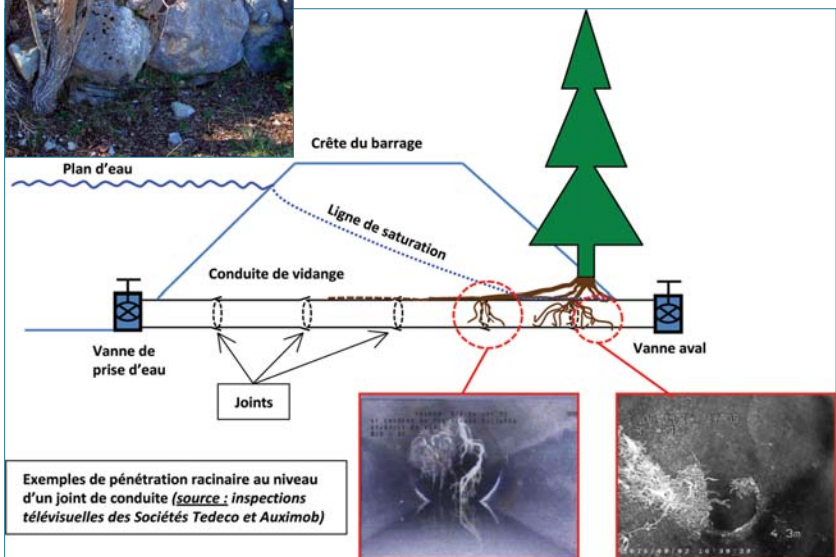 Crête du barrage
Plan d'eau
Ligne de saturation
Conduite de vidange
Vanne de
prise d'eau
Vanne aval
Joints
Exemples de pénétration racinaire au niveau
d'un joint de conduite (source : inspections
télévisuelles des Sociétés Tedeco et Auximob)
4.3m